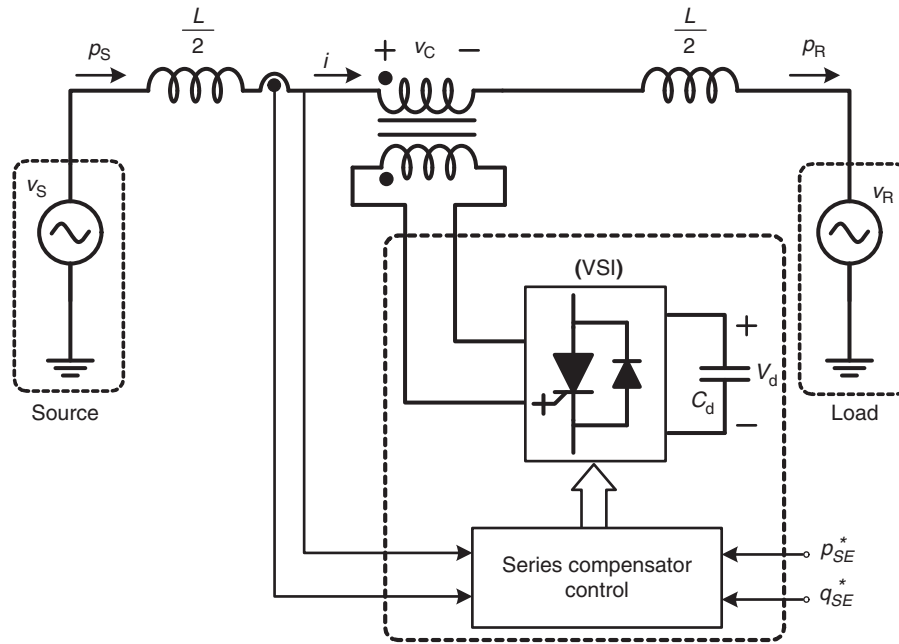 L/2
L/2
p_S
i
+ v_C −
p_R
v_S
v_R
(VSI)
+
V_d
C_d
−
Source
Load
Series compensator
control
p*_SE
q*_SE